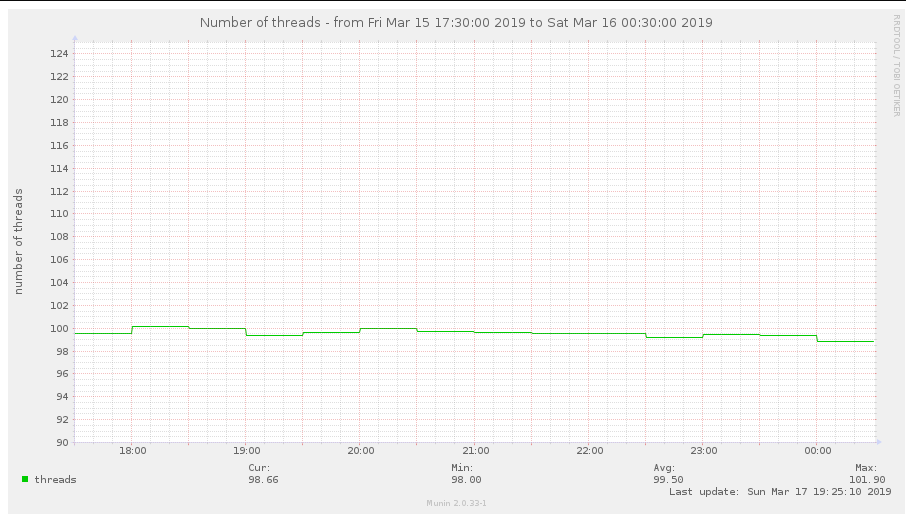 Number of threads - from Fri Mar 15 17:30:00 2019 to Sat Mar 16 00:30:00 2019
RRDTOOL / TOBI OETIKER
number of threads
124
122
120
118
116
114
112
110
108
106
104
102
100
98
96
94
92
90
18:00 19:00 20:00 21:00 22:00 23:00 00:00
Cur: Min: Avg: Max:
threads 98.66 98.00 99.50 101.90
Last update: Sun Mar 17 19:25:10 2019
Munin 2.0.33-1